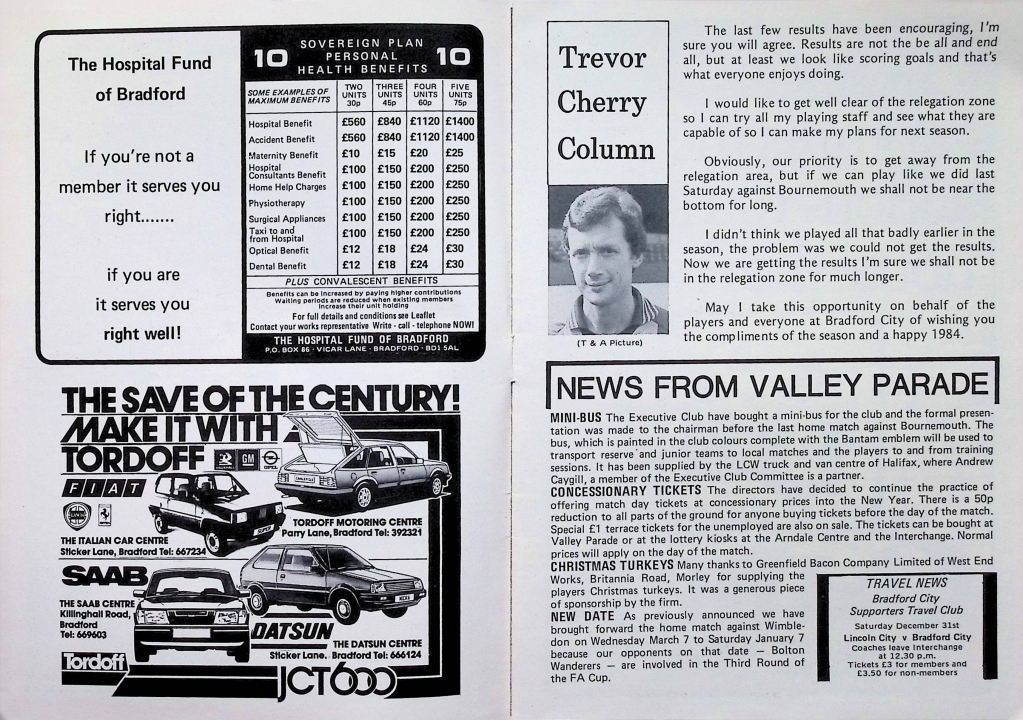 The Hospital Fund
of Bradford
If you're not a
member it serves you
right.......
if you are
it serves you
right well!
10 SOVEREIGN PLAN 10
PERSONAL
HEALTH BENEFITS
SOME EXAMPLES OF MAXIMUM BENEFITS TWO UNITS 30p THREE UNITS 45p FOUR UNITS 60p FIVE UNITS 75p
Hospital Benefit £560 £840 £1120 £1400
Accident Benefit £560 £840 £1120 £1400
Maternity Benefit £10 £15 £20 £25
Hospital Consultants Benefit £100 £150 £200 £250
Home Help Charges £100 £150 £200 £250
Physiotherapy £100 £150 £200 £250
Surgical Appliances £100 £150 £200 £250
Taxi to and from Hospital £100 £150 £200 £250
Optical Benefit £12 £18 £24 £30
Dental Benefit £12 £18 £24 £30
PLUS CONVALESCENT BENEFITS
Benefits can be increased by paying higher contributions
Waiting periods are reduced when existing members
increase their unit holding
For full details and conditions see Leaflet
Contact your works representative Write - call - telephone NOW!
THE HOSPITAL FUND OF BRADFORD
P.O. BOX 86 · VICAR LANE · BRADFORD · BD1 5AL
THE SAVE OF THE CENTURY!
MAKE IT WITH
TORDOFF
VAUXHALL GM OPEL
FIAT
LANCIA
TORDOFF MOTORING CENTRE
Parry Lane, Bradford Tel: 392321
THE ITALIAN CAR CENTRE
Sticker Lane, Bradford Tel: 667234
SAAB
THE SAAB CENTRE
Killinghall Road,
Bradford
Tel: 669603
DATSUN
THE DATSUN CENTRE
Sticker Lane, Bradford Tel: 666124
Tordoff
JCT600
Trevor
Cherry
Column
(T & A Picture)
The last few results have been encouraging, I'm
sure you will agree. Results are not the be all and end
all, but at least we look like scoring goals and that's
what everyone enjoys doing.
I would like to get well clear of the relegation zone
so I can try all my playing staff and see what they are
capable of so I can make my plans for next season.
Obviously, our priority is to get away from the
relegation area, but if we can play like we did last
Saturday against Bournemouth we shall not be near the
bottom for long.
I didn't think we played all that badly earlier in the
season, the problem was we could not get the results.
Now we are getting the results I'm sure we shall not be
in the relegation zone for much longer.
May I take this opportunity on behalf of the
players and everyone at Bradford City of wishing you
the compliments of the season and a happy 1984.
NEWS FROM VALLEY PARADE
MINI-BUS The Executive Club have bought a mini-bus for the club and the formal presen-
tation was made to the chairman before the last home match against Bournemouth. The
bus, which is painted in the club colours complete with the Bantam emblem will be used to
transport reserve and junior teams to local matches and the players to and from training
sessions. It has been supplied by the LCW truck and van centre of Halifax, where Andrew
Caygill, a member of the Executive Club Committee is a partner.
CONCESSIONARY TICKETS The directors have decided to continue the practice of
offering match day tickets at concessionary prices into the New Year. There is a 50p
reduction to all parts of the ground for anyone buying tickets before the day of the match.
Special £1 terrace tickets for the unemployed are also on sale. The tickets can be bought at
Valley Parade or at the lottery kiosks at the Arndale Centre and the Interchange. Normal
prices will apply on the day of the match.
CHRISTMAS TURKEYS Many thanks to Greenfield Bacon Company Limited of West End
Works, Britannia Road, Morley for supplying the
players Christmas turkeys. It was a generous piece
of sponsorship by the firm.
NEW DATE As previously announced we have
brought forward the home match against Wimble-
don on Wednesday March 7 to Saturday January 7
because our opponents on that date — Bolton
Wanderers — are involved in the Third Round of
the FA Cup.
TRAVEL NEWS
Bradford City
Supporters Travel Club
Saturday December 31st
Lincoln City v Bradford City
Coaches leave Interchange
at 12.30 p.m.
Tickets £3 for members and
£3.50 for non-members